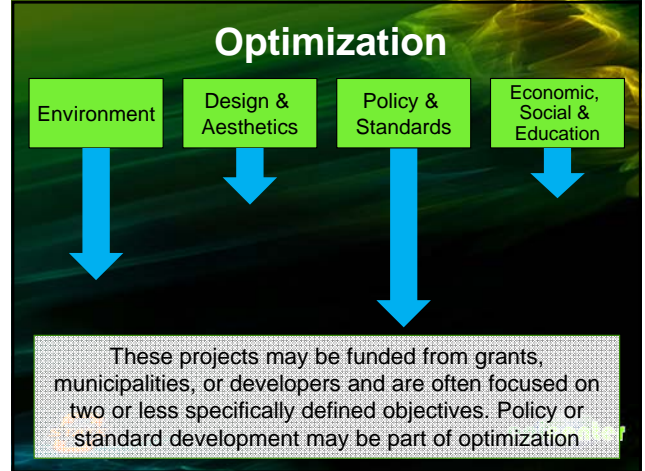 Optimization
Environment
Design &
Aesthetics
Policy &
Standards
Economic,
Social &
Education
These projects may be funded from grants,
municipalities, or developers and are often focused on
two or less specifically defined objectives. Policy or
standard development may be part of optimization